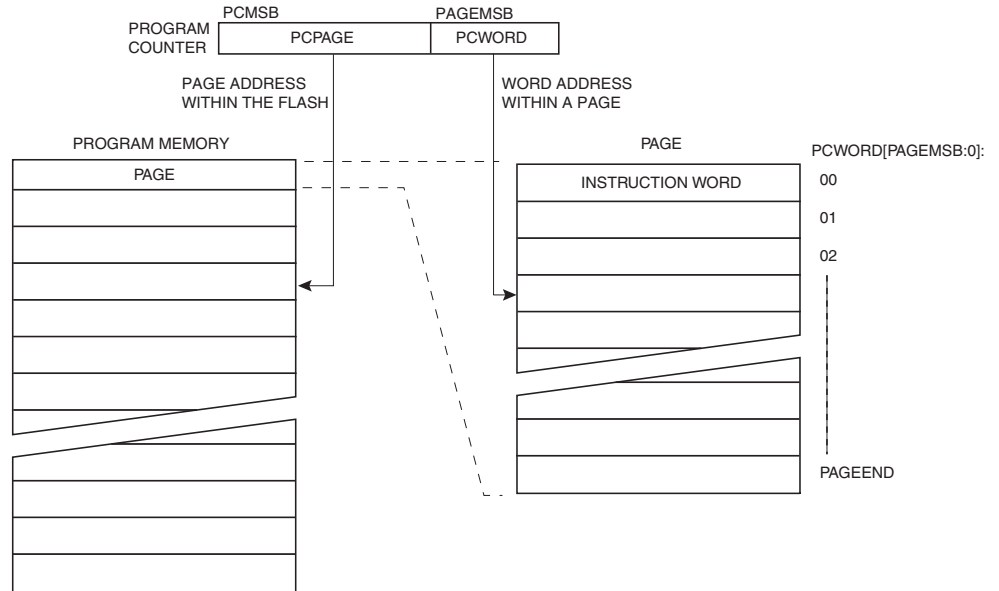 PCMSB
PAGEMSB
PROGRAM
COUNTER
PCPAGE
PCWORD
PAGE ADDRESS
WITHIN THE FLASH
WORD ADDRESS
WITHIN A PAGE
PROGRAM MEMORY
PAGE
PAGE
PCWORD[PAGEMSB:0]:
INSTRUCTION WORD
00
01
02
PAGEEND